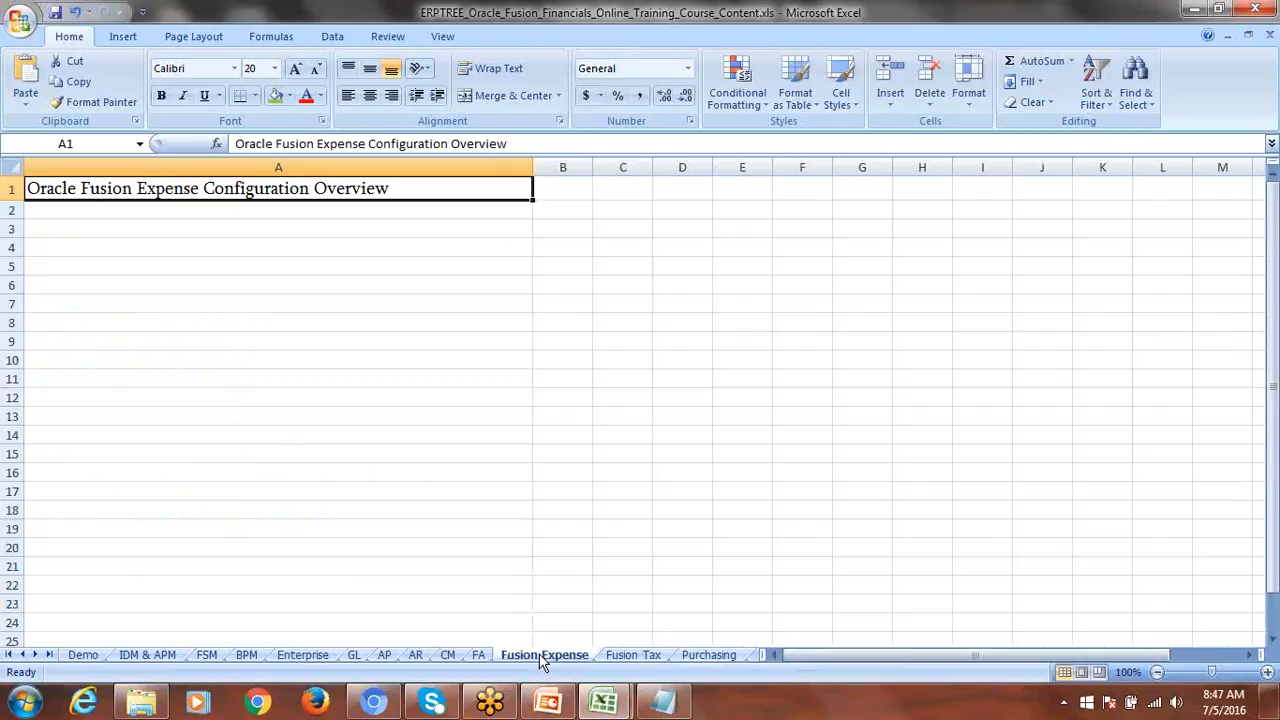 ERPTREE_Oracle_Fusion_Financials_Online_Training_Course_Content.xls - Microsoft Excel
Home Insert Page Layout Formulas Data Review View
Paste
Cut
Copy
Format Painter
Clipboard
Calibri 20
B I U
Font
Wrap Text
Merge & Center
Alignment
General
$ % ,
Number
Conditional Formatting
Format as Table
Cell Styles
Styles
Insert Delete Format
Cells
Σ AutoSum
Fill
Clear
Sort & Filter
Find & Select
Editing
A1 fx Oracle Fusion Expense Configuration Overview
A B C D E F G H I J K L M
1 Oracle Fusion Expense Configuration Overview
2
3
4
5
6
7
8
9
10
11
12
13
14
15
16
17
18
19
20
21
22
23
24
25
Demo IDM & APM FSM BPM Enterprise GL AP AR CM FA Fusion Expense Fusion Tax Purchasing
Ready 100%
8:47 AM
7/5/2016